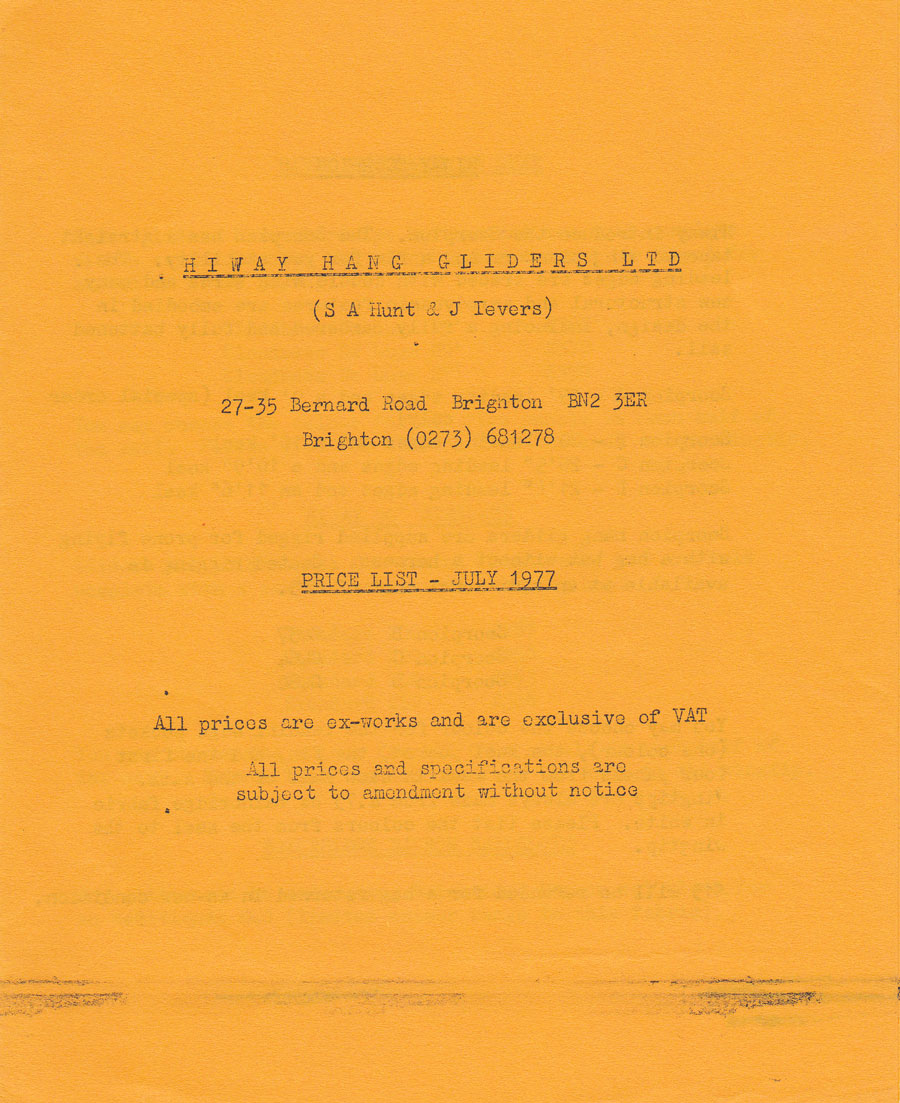 HIWAY HANG GLIDERS LTD
(S A Hunt & J Ievers)
27-35 Bernard Road Brighton BN2 3ER
Brighton (0273) 681278
PRICE LIST - JULY 1977
All prices are ex-works and are exclusive of VAT
All prices and specifications are
subject to amendment without notice